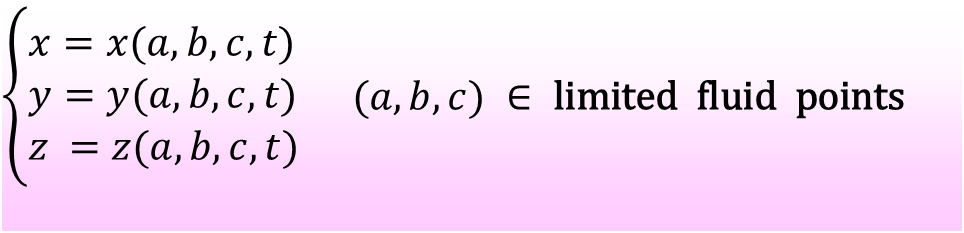 x = x(a, b, c, t)
y = y(a, b, c, t) (a, b, c) ∈ limited fluid points
z = z(a, b, c, t)